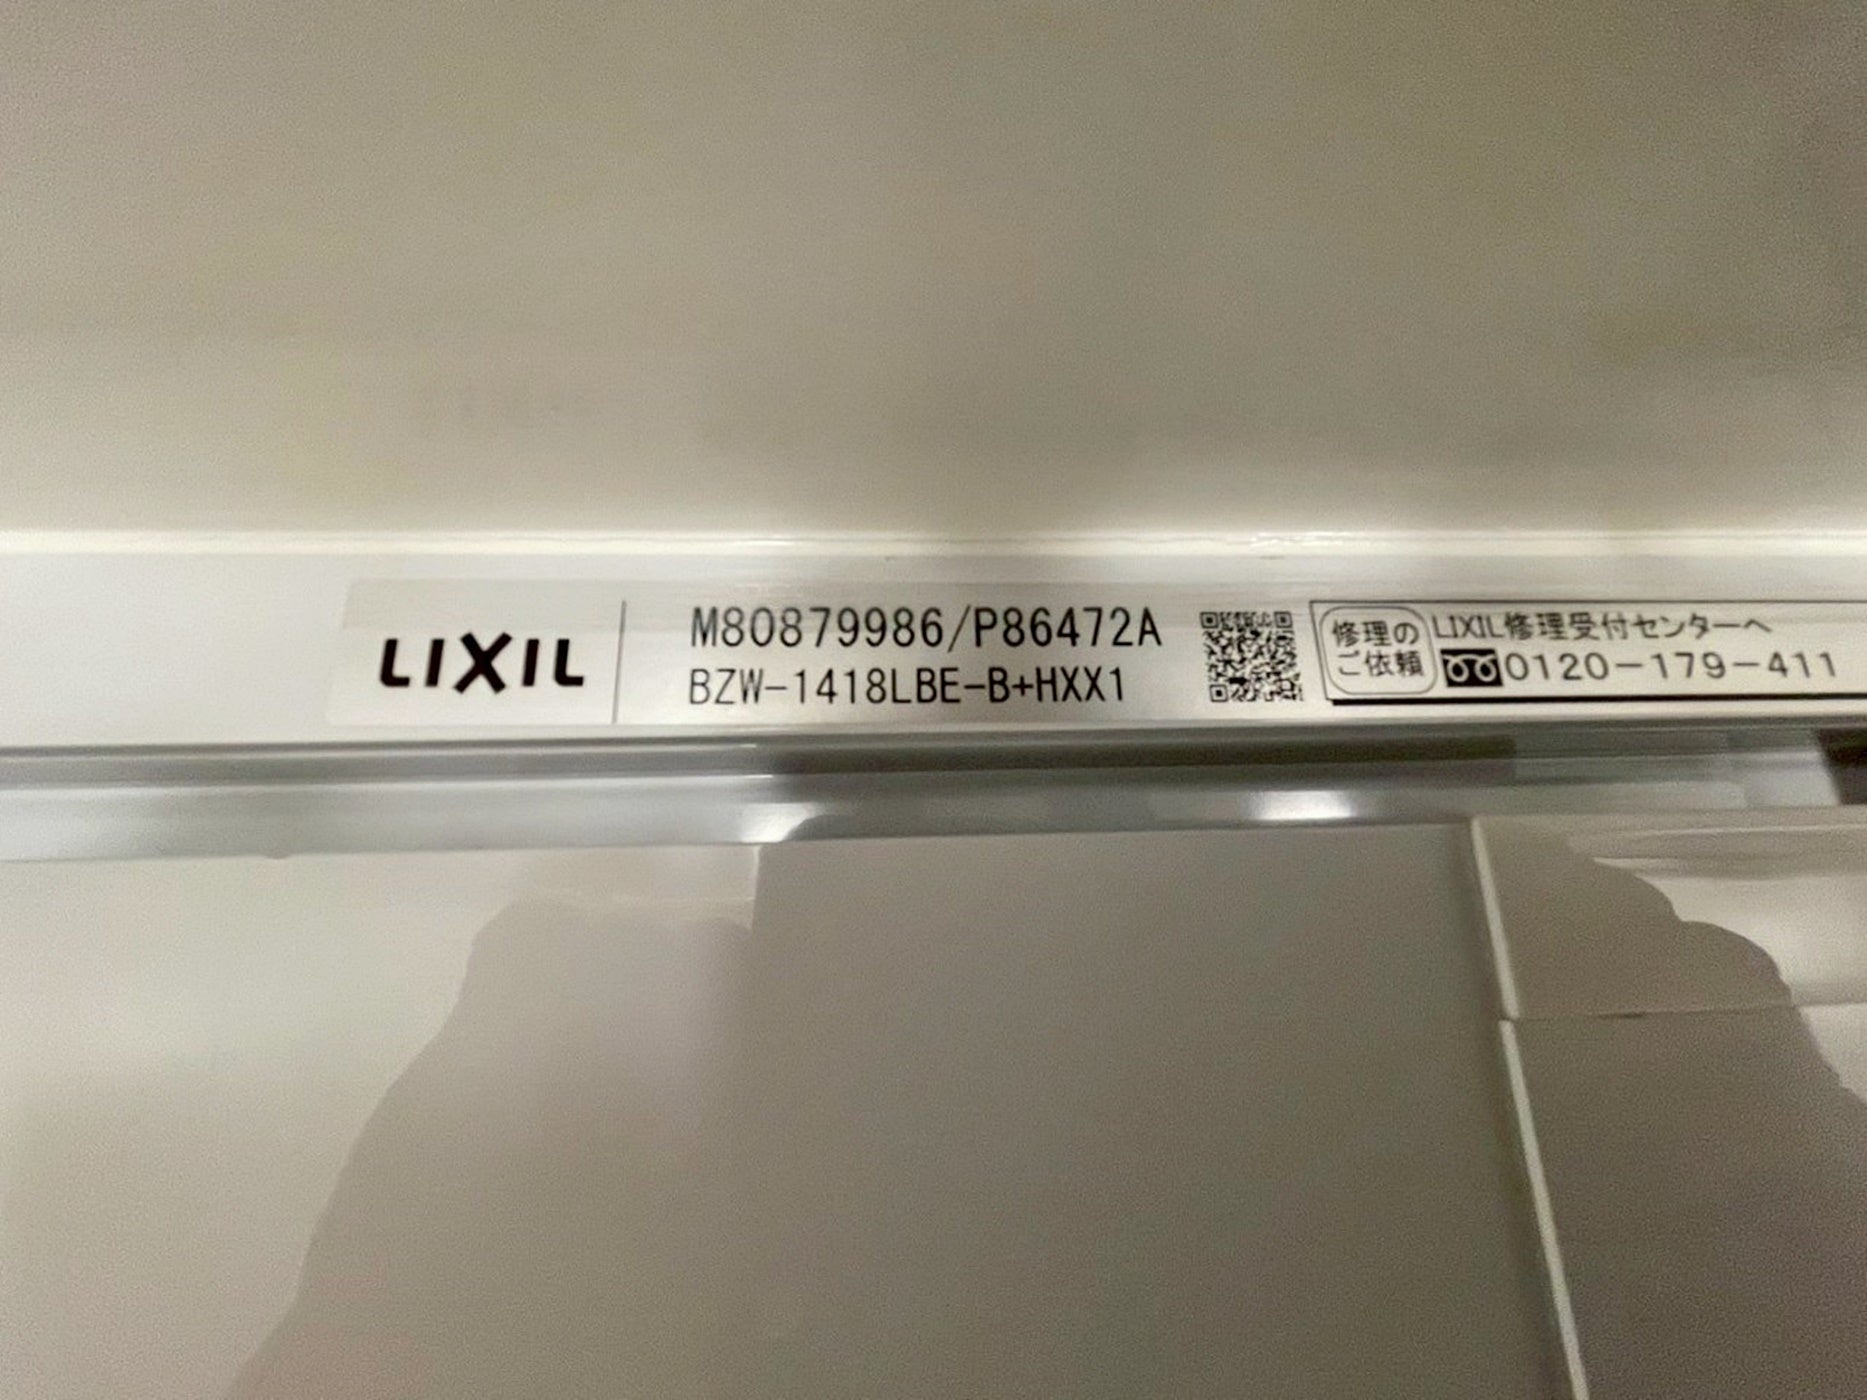 LIXIL
M80879986/P86472A
BZW-1418LBE-B+HXX1
修理の
ご依頼
LIXIL修理受付センターへ
0120-179-411